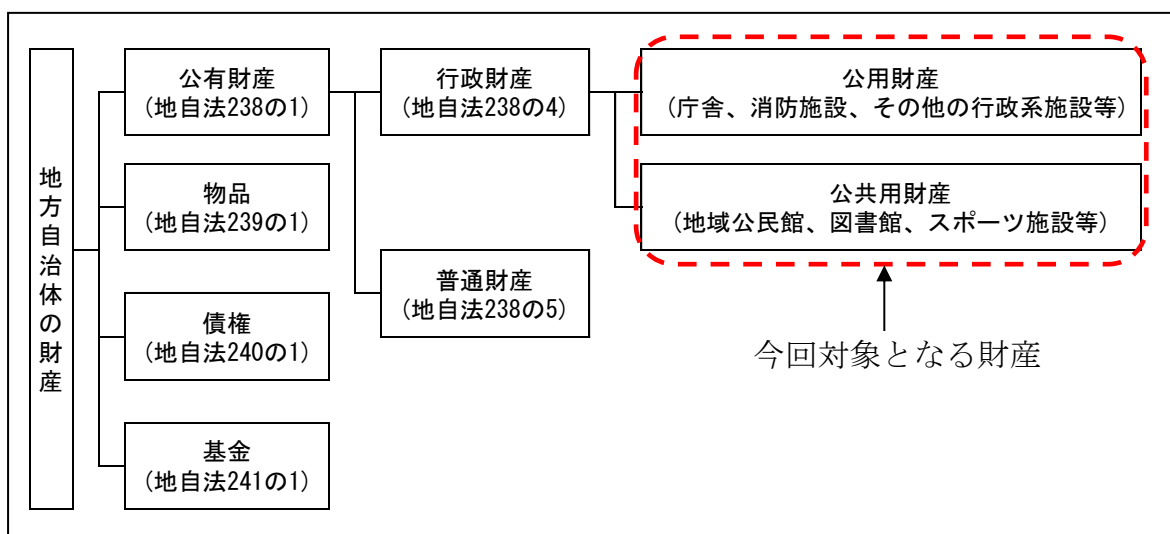 地方自治体の財産
公有財産
(地自法238の1)
物品
(地自法239の1)
債権
(地自法240の1)
基金
(地自法241の1)
行政財産
(地自法238の4)
普通財産
(地自法238の5)
公用財産
(庁舎、消防施設、その他の行政系施設等)
公共用財産
(地域公民館、図書館、スポーツ施設等)
今回対象となる財産